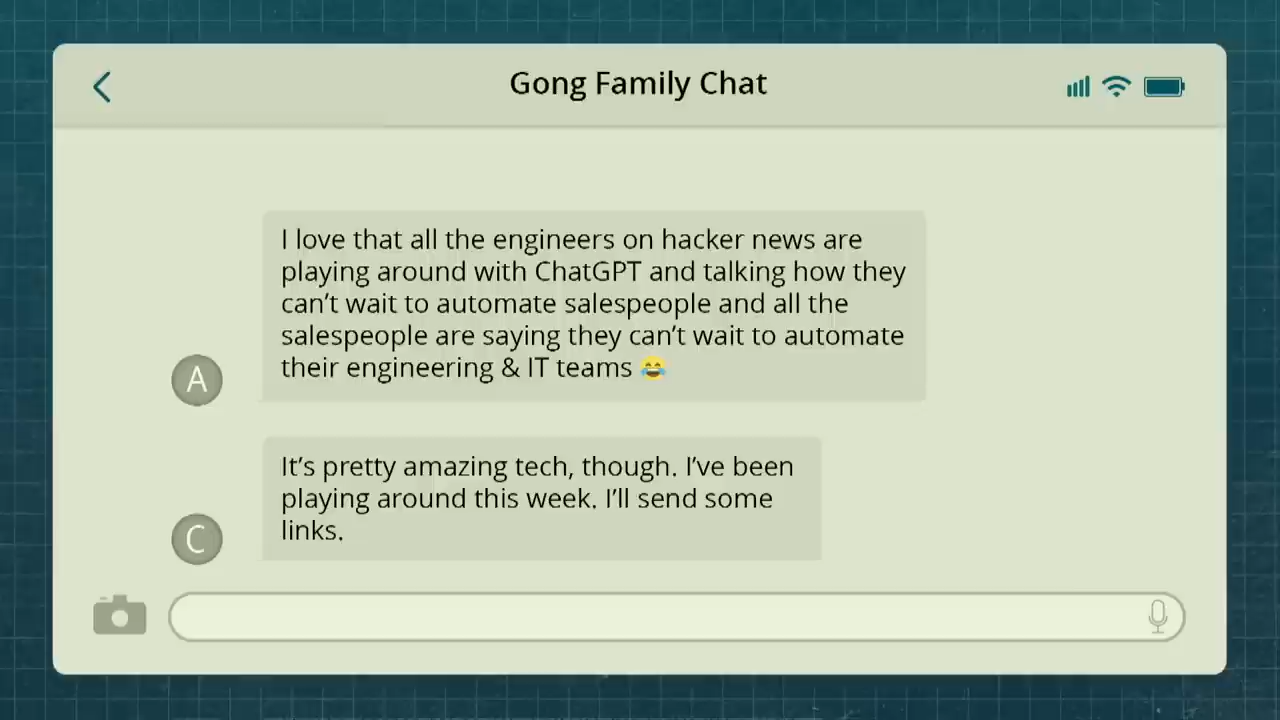 Gong Family Chat
I love that all the engineers on hacker news are
playing around with ChatGPT and talking how they
can’t wait to automate salespeople and all the
salespeople are saying they can’t wait to automate
their engineering & IT teams 😂
A
It’s pretty amazing tech, though. I’ve been
playing around this week. I’ll send some
links.
C